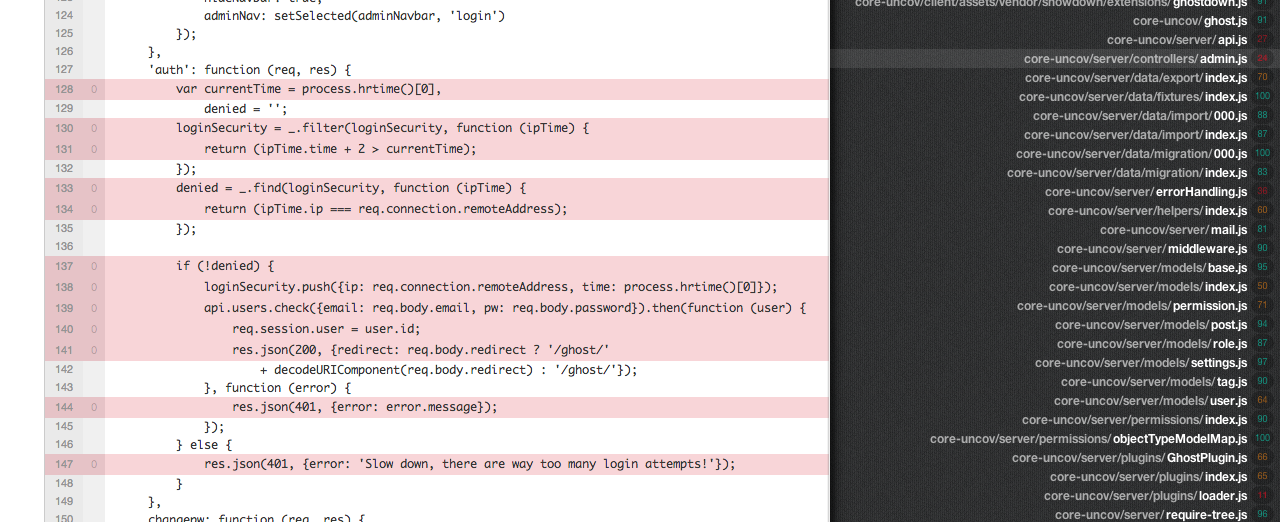 124 adminNav: setSelected(adminNavbar, 'login')
125 });
126 },
127 'auth': function (req, res) {
128 0 var currentTime = process.hrtime()[0],
129 denied = '';
130 0 loginSecurity = _.filter(loginSecurity, function (ipTime) {
131 0 return (ipTime.time + 2 > currentTime);
132 });
133 0 denied = _.find(loginSecurity, function (ipTime) {
134 0 return (ipTime.ip === req.connection.remoteAddress);
135 });
136
137 0 if (!denied) {
138 0 loginSecurity.push({ip: req.connection.remoteAddress, time: process.hrtime()[0]});
139 0 api.users.check({email: req.body.email, pw: req.body.password}).then(function (user) {
140 0 req.session.user = user.id;
141 0 res.json(200, {redirect: req.body.redirect ? '/ghost/'
142 + decodeURIComponent(req.body.redirect) : '/ghost/'});
143 }, function (error) {
144 0 res.json(401, {error: error.message});
145 });
146 } else {
147 0 res.json(401, {error: 'Slow down, there are way too many login attempts!'});
148 }
149 },
150 changepw: function (req, res) {
core-uncov/client/assets/vendor/showdown/extensions/ghostdown.js 91
core-uncov/ghost.js 91
core-uncov/server/api.js 27
core-uncov/server/controllers/admin.js
core-uncov/server/data/export/index.js 70
core-uncov/server/data/fixtures/index.js 100
core-uncov/server/data/import/000.js 88
core-uncov/server/data/import/index.js 87
core-uncov/server/data/migration/000.js 100
core-uncov/server/data/migration/index.js 83
core-uncov/server/errorHandling.js
core-uncov/server/helpers/index.js 60
core-uncov/server/mail.js 81
core-uncov/server/middleware.js 90
core-uncov/server/models/base.js 95
core-uncov/server/models/index.js 50
core-uncov/server/models/permission.js 71
core-uncov/server/models/post.js 94
core-uncov/server/models/role.js 87
core-uncov/server/models/settings.js 97
core-uncov/server/models/tag.js 90
core-uncov/server/models/user.js 64
core-uncov/server/permissions/index.js 90
core-uncov/server/permissions/objectTypeModelMap.js 100
core-uncov/server/plugins/GhostPlugin.js 66
core-uncov/server/plugins/index.js 65
core-uncov/server/plugins/loader.js 11
core-uncov/server/require-tree.js 96